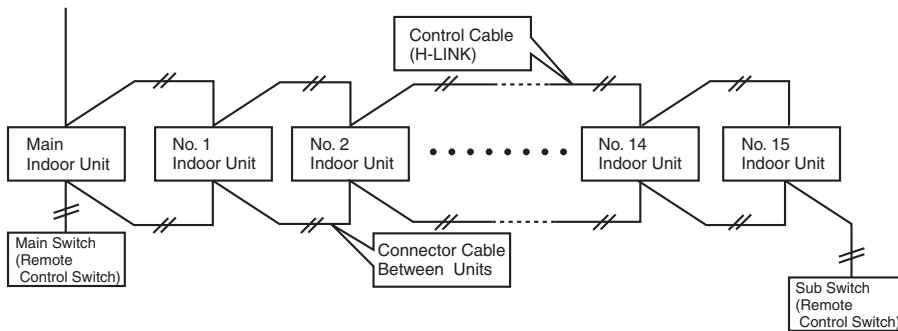 Control Cable
(H-LINK)
Main
Indoor Unit
No. 1
Indoor Unit
No. 2
Indoor Unit
No. 14
Indoor Unit
No. 15
Indoor Unit
Main Switch
(Remote
Control Switch)
Connector Cable
Between Units
Sub Switch
(Remote
Control Switch)